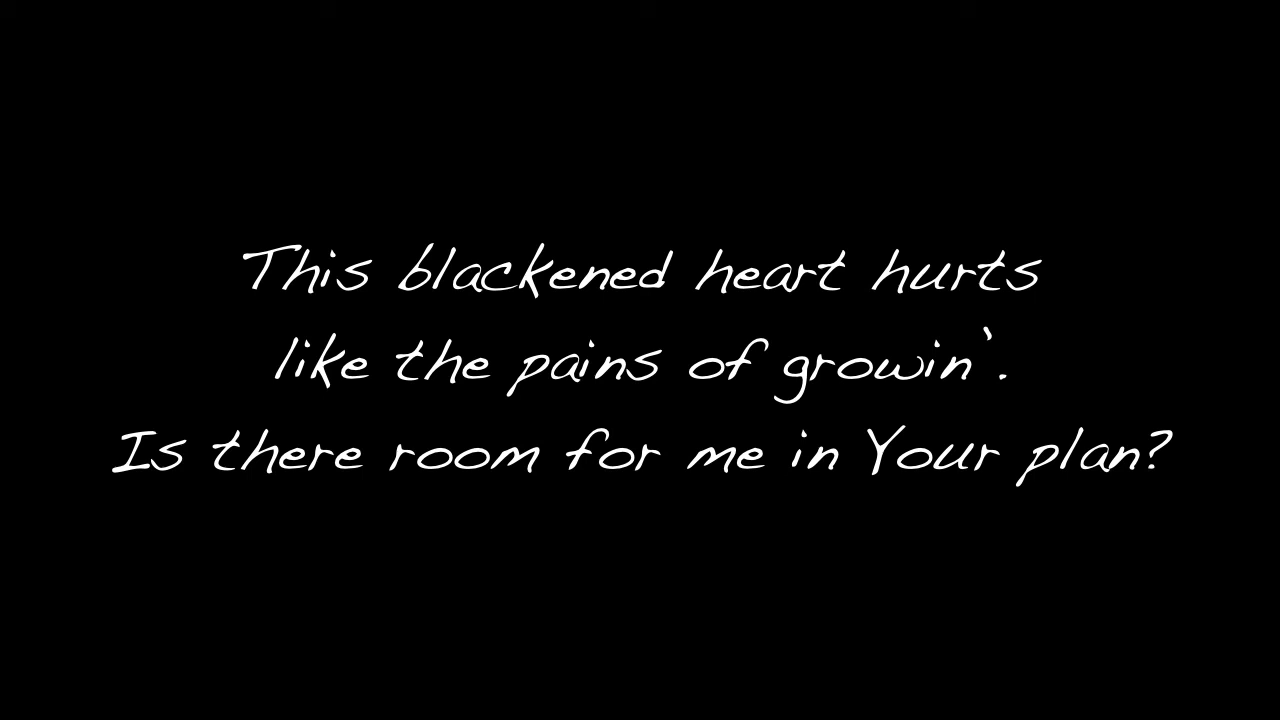 This blackened heart hurts
like the pains of growin'.
Is there room for me in Your plan?